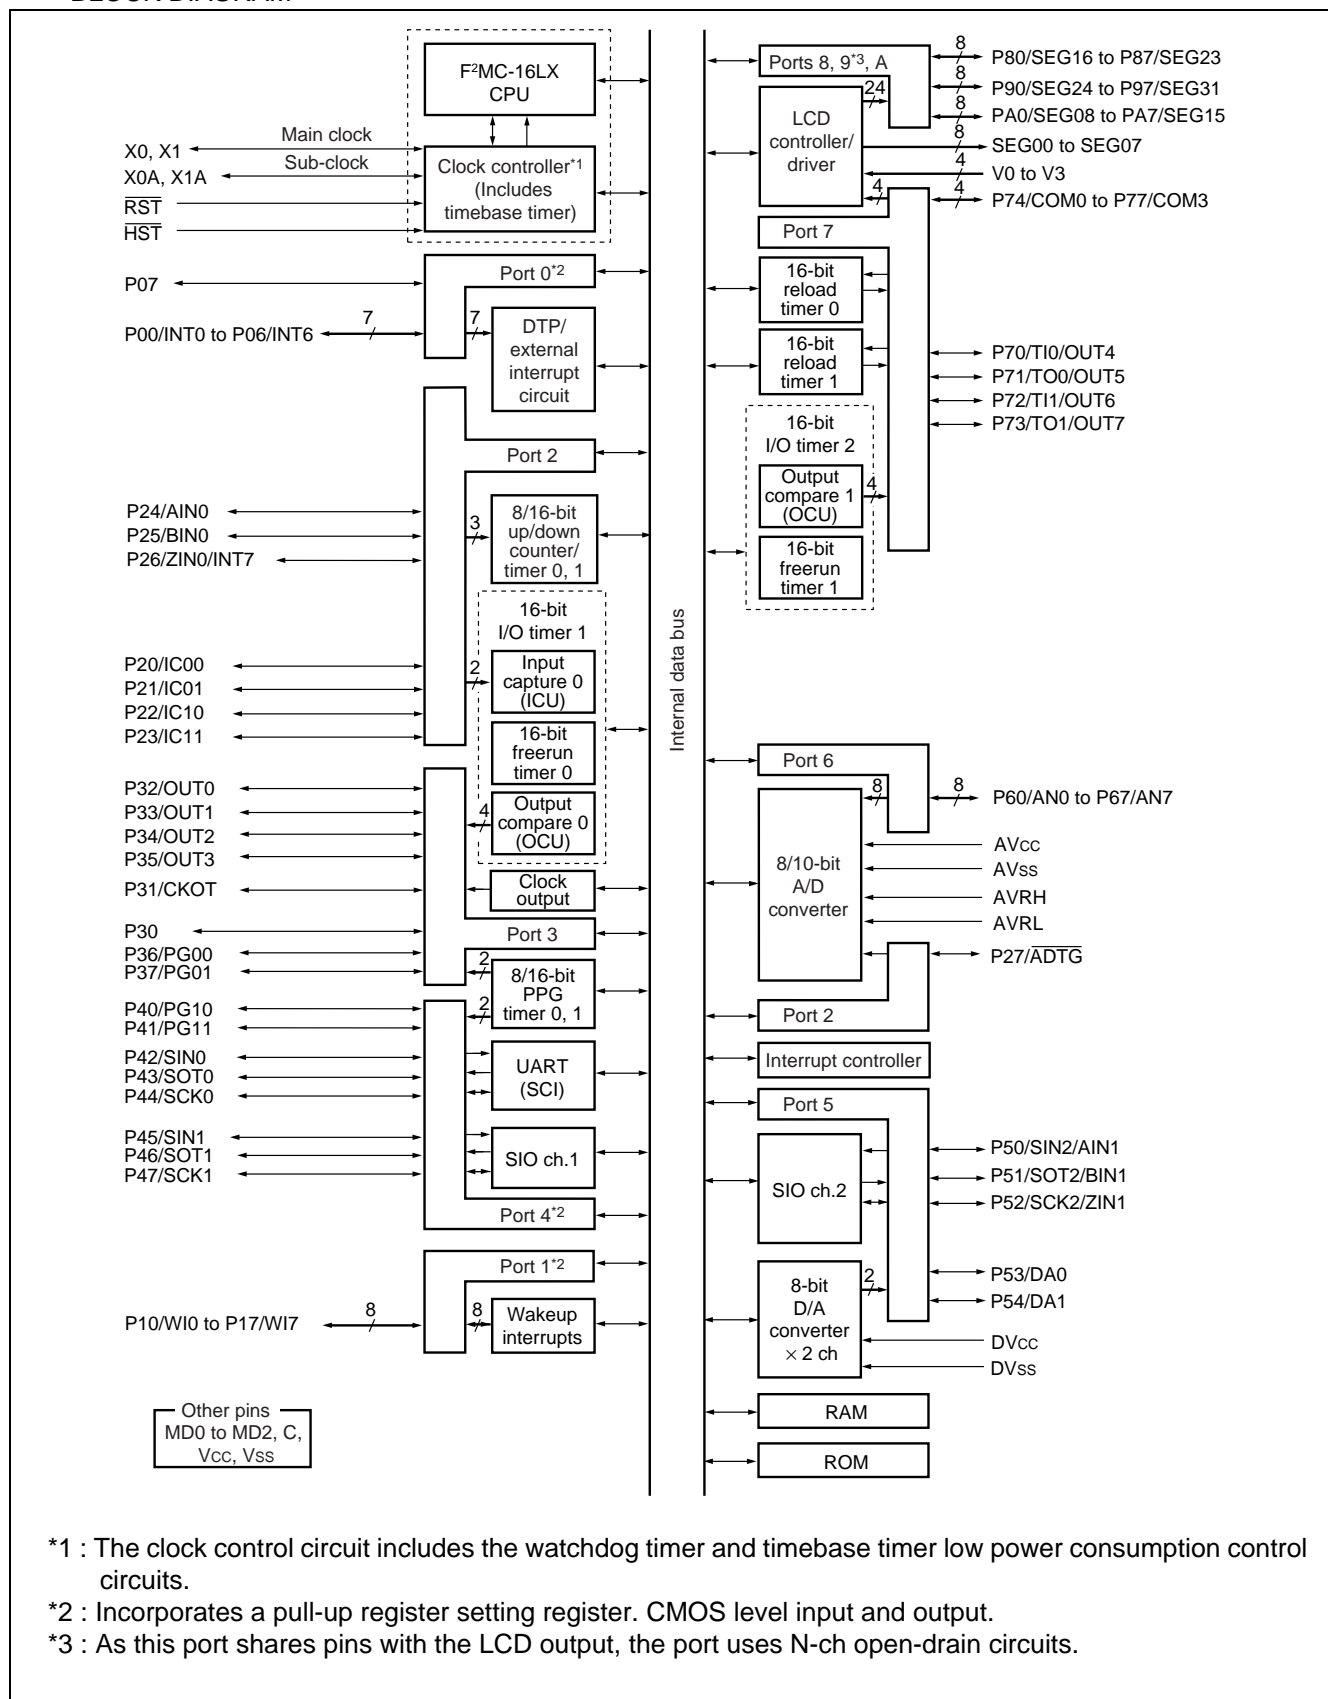 BLOCK DIAGRAM
F²MC-16LX
CPU
Main clock
X0, X1
Sub-clock
X0A, X1A
RST
HST
Clock controller*1
(Includes
timebase timer)
Port 0*2
P07
P00/INT0 to P06/INT6
7
7
DTP/
external
interrupt
circuit
Port 2
P24/AIN0
P25/BIN0
P26/ZIN0/INT7
3
8/16-bit
up/down
counter/
timer 0, 1
16-bit
I/O timer 1
P20/IC00
P21/IC01
P22/IC10
P23/IC11
2
Input
capture 0
(ICU)
16-bit
freerun
timer 0
P32/OUT0
P33/OUT1
P34/OUT2
P35/OUT3
4
Output
compare 0
(OCU)
P31/CKOT
Clock
output
P30
Port 3
P36/PG00
P37/PG01
2
8/16-bit
PPG
timer 0, 1
P40/PG10
P41/PG11
2
P42/SIN0
P43/SOT0
P44/SCK0
UART
(SCI)
P45/SIN1
P46/SOT1
P47/SCK1
SIO ch.1
Port 4*2
Port 1*2
P10/WI0 to P17/WI7
8
8
Wakeup
interrupts
Other pins
MD0 to MD2, C,
VCC, VSS
Internal data bus
Ports 8, 9*3, A
8
P80/SEG16 to P87/SEG23
24
8
P90/SEG24 to P97/SEG31
8
PA0/SEG08 to PA7/SEG15
LCD
controller/
driver
8
SEG00 to SEG07
4
V0 to V3
4
4
P74/COM0 to P77/COM3
Port 7
16-bit
reload
timer 0
16-bit
reload
timer 1
P70/TI0/OUT4
P71/TO0/OUT5
P72/TI1/OUT6
P73/TO1/OUT7
16-bit
I/O timer 2
Output
compare 1
(OCU)
4
16-bit
freerun
timer 1
Port 6
8
8
P60/AN0 to P67/AN7
8/10-bit
A/D
converter
AVCC
AVSS
AVRH
AVRL
P27/ADTG
Port 2
Interrupt controller
Port 5
SIO ch.2
P50/SIN2/AIN1
P51/SOT2/BIN1
P52/SCK2/ZIN1
8-bit
D/A
converter
× 2 ch
2
P53/DA0
P54/DA1
DVCC
DVSS
RAM
ROM
*1 : The clock control circuit includes the watchdog timer and timebase timer low power consumption control
circuits.
*2 : Incorporates a pull-up register setting register. CMOS level input and output.
*3 : As this port shares pins with the LCD output, the port uses N-ch open-drain circuits.